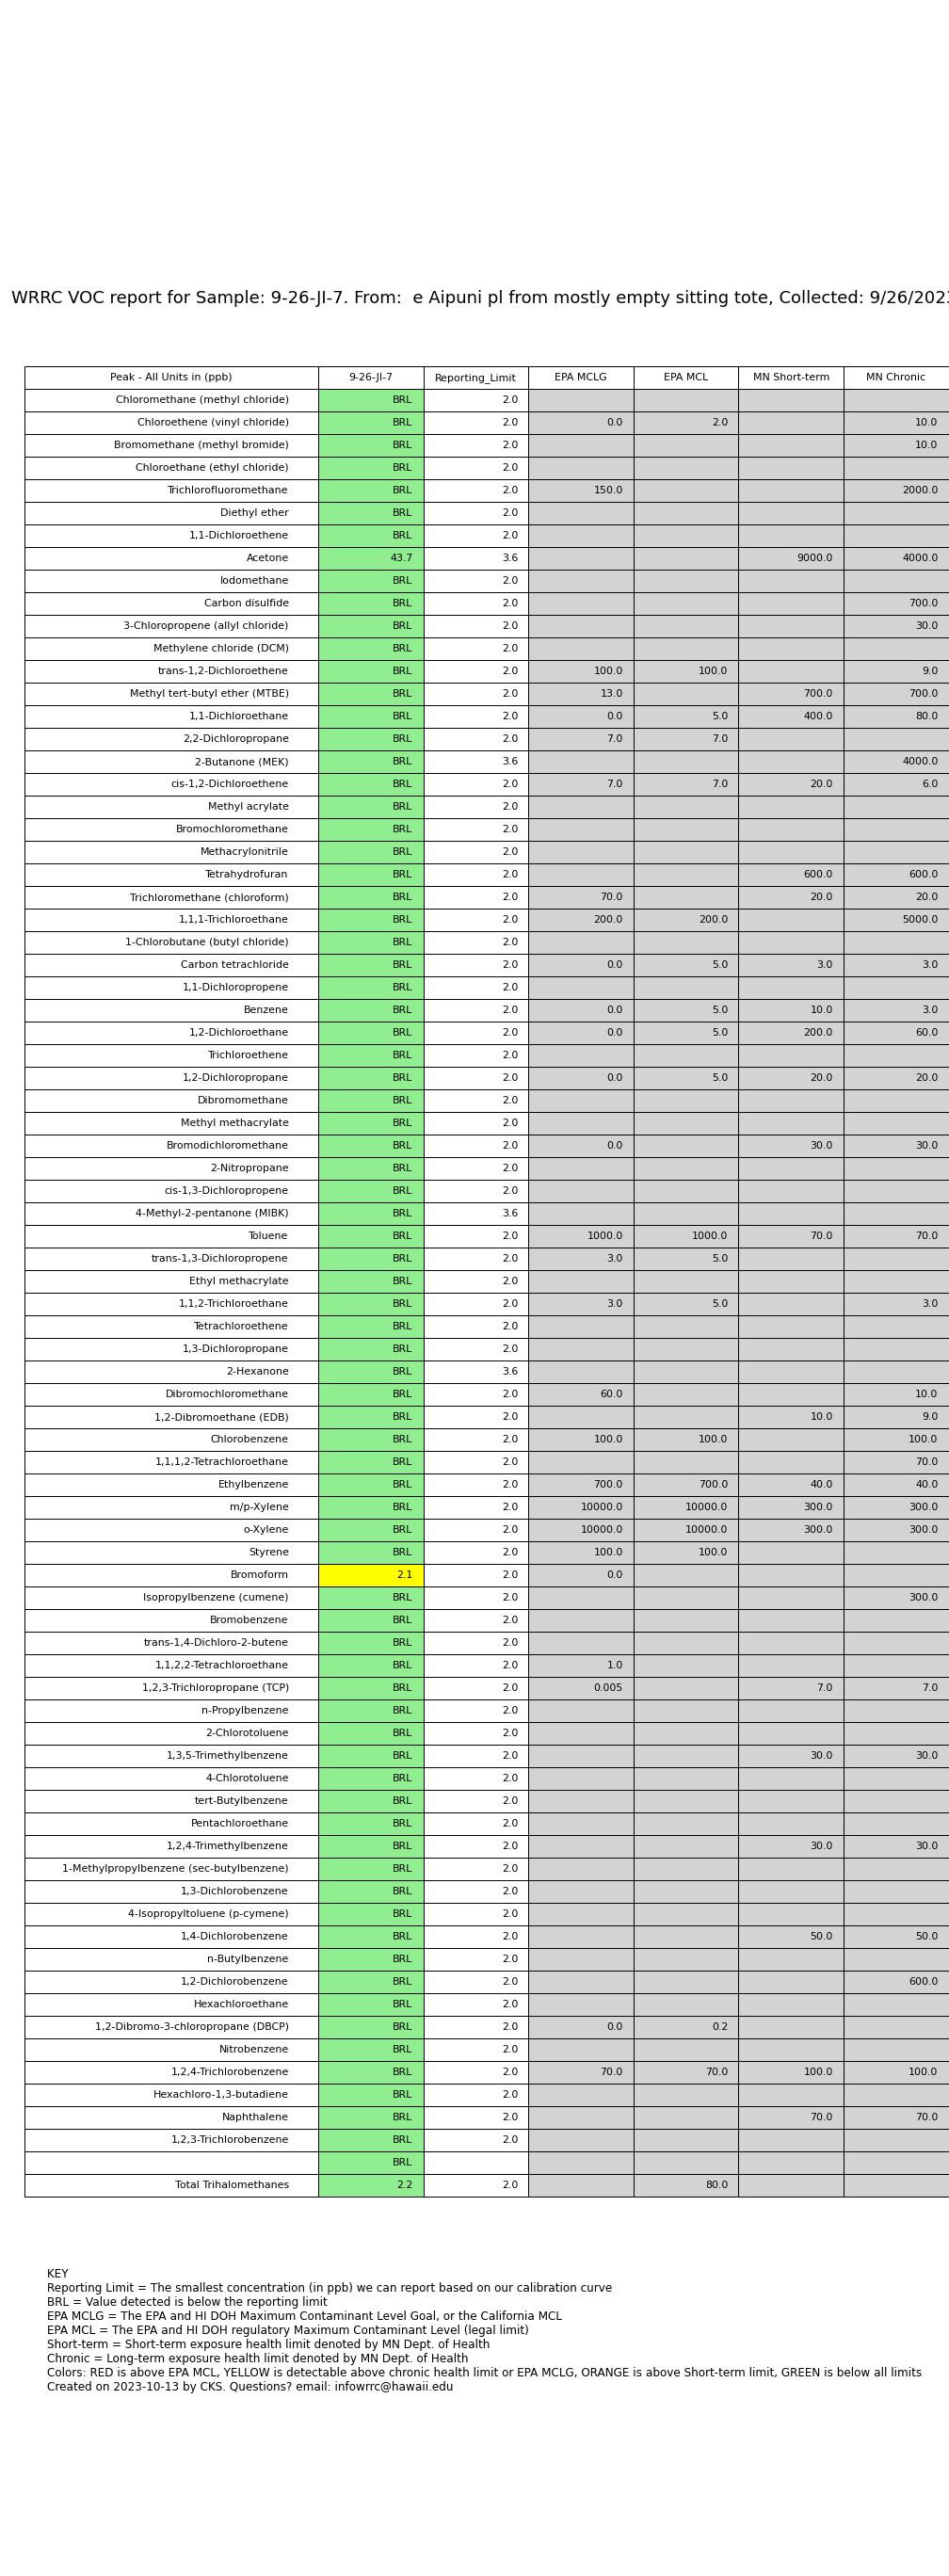 WRRC VOC report for Sample: 9-26-JI-7. From:  e Aipuni pl from mostly empty sitting tote, Collected: 9/26/2023
Peak - All Units in (ppb) 9-26-JI-7 Reporting_Limit EPA MCLG EPA MCL MN Short-term MN Chronic
Chloromethane (methyl chloride) BRL 2.0
Chloroethene (vinyl chloride) BRL 2.0 0.0 2.0 10.0
Bromomethane (methyl bromide) BRL 2.0 10.0
Chloroethane (ethyl chloride) BRL 2.0
Trichlorofluoromethane BRL 2.0 150.0 2000.0
Diethyl ether BRL 2.0
1,1-Dichloroethene BRL 2.0
Acetone 43.7 3.6 9000.0 4000.0
Iodomethane BRL 2.0
Carbon disulfide BRL 2.0 700.0
3-Chloropropene (allyl chloride) BRL 2.0 30.0
Methylene chloride (DCM) BRL 2.0
trans-1,2-Dichloroethene BRL 2.0 100.0 100.0 9.0
Methyl tert-butyl ether (MTBE) BRL 2.0 13.0 700.0 700.0
1,1-Dichloroethane BRL 2.0 0.0 5.0 400.0 80.0
2,2-Dichloropropane BRL 2.0 7.0 7.0
2-Butanone (MEK) BRL 3.6 4000.0
cis-1,2-Dichloroethene BRL 2.0 7.0 7.0 20.0 6.0
Methyl acrylate BRL 2.0
Bromochloromethane BRL 2.0
Methacrylonitrile BRL 2.0
Tetrahydrofuran BRL 2.0 600.0 600.0
Trichloromethane (chloroform) BRL 2.0 70.0 20.0 20.0
1,1,1-Trichloroethane BRL 2.0 200.0 200.0 5000.0
1-Chlorobutane (butyl chloride) BRL 2.0
Carbon tetrachloride BRL 2.0 0.0 5.0 3.0 3.0
1,1-Dichloropropene BRL 2.0
Benzene BRL 2.0 0.0 5.0 10.0 3.0
1,2-Dichloroethane BRL 2.0 0.0 5.0 200.0 60.0
Trichloroethene BRL 2.0
1,2-Dichloropropane BRL 2.0 0.0 5.0 20.0 20.0
Dibromomethane BRL 2.0
Methyl methacrylate BRL 2.0
Bromodichloromethane BRL 2.0 0.0 30.0 30.0
2-Nitropropane BRL 2.0
cis-1,3-Dichloropropene BRL 2.0
4-Methyl-2-pentanone (MIBK) BRL 3.6
Toluene BRL 2.0 1000.0 1000.0 70.0 70.0
trans-1,3-Dichloropropene BRL 2.0 3.0 5.0
Ethyl methacrylate BRL 2.0
1,1,2-Trichloroethane BRL 2.0 3.0 5.0 3.0
Tetrachloroethene BRL 2.0
1,3-Dichloropropane BRL 2.0
2-Hexanone BRL 3.6
Dibromochloromethane BRL 2.0 60.0 10.0
1,2-Dibromoethane (EDB) BRL 2.0 10.0 9.0
Chlorobenzene BRL 2.0 100.0 100.0 100.0
1,1,1,2-Tetrachloroethane BRL 2.0 70.0
Ethylbenzene BRL 2.0 700.0 700.0 40.0 40.0
m/p-Xylene BRL 2.0 10000.0 10000.0 300.0 300.0
o-Xylene BRL 2.0 10000.0 10000.0 300.0 300.0
Styrene BRL 2.0 100.0 100.0
Bromoform 2.1 2.0 0.0
Isopropylbenzene (cumene) BRL 2.0 300.0
Bromobenzene BRL 2.0
trans-1,4-Dichloro-2-butene BRL 2.0
1,1,2,2-Tetrachloroethane BRL 2.0 1.0
1,2,3-Trichloropropane (TCP) BRL 2.0 0.005 7.0 7.0
n-Propylbenzene BRL 2.0
2-Chlorotoluene BRL 2.0
1,3,5-Trimethylbenzene BRL 2.0 30.0 30.0
4-Chlorotoluene BRL 2.0
tert-Butylbenzene BRL 2.0
Pentachloroethane BRL 2.0
1,2,4-Trimethylbenzene BRL 2.0 30.0 30.0
1-Methylpropylbenzene (sec-butylbenzene) BRL 2.0
1,3-Dichlorobenzene BRL 2.0
4-Isopropyltoluene (p-cymene) BRL 2.0
1,4-Dichlorobenzene BRL 2.0 50.0 50.0
n-Butylbenzene BRL 2.0
1,2-Dichlorobenzene BRL 2.0 600.0
Hexachloroethane BRL 2.0
1,2-Dibromo-3-chloropropane (DBCP) BRL 2.0 0.0 0.2
Nitrobenzene BRL 2.0
1,2,4-Trichlorobenzene BRL 2.0 70.0 70.0 100.0 100.0
Hexachloro-1,3-butadiene BRL 2.0
Naphthalene BRL 2.0 70.0 70.0
1,2,3-Trichlorobenzene BRL 2.0
BRL
Total Trihalomethanes 2.2 2.0 80.0
KEY
Reporting Limit = The smallest concentration (in ppb) we can report based on our calibration curve
BRL = Value detected is below the reporting limit
EPA MCLG = The EPA and HI DOH Maximum Contaminant Level Goal, or the California MCL
EPA MCL = The EPA and HI DOH regulatory Maximum Contaminant Level (legal limit)
Short-term = Short-term exposure health limit denoted by MN Dept. of Health
Chronic = Long-term exposure health limit denoted by MN Dept. of Health
Colors: RED is above EPA MCL, YELLOW is detectable above chronic health limit or EPA MCLG, ORANGE is above Short-term limit, GREEN is below all limits
Created on 2023-10-13 by CKS. Questions? email: infowrrc@hawaii.edu